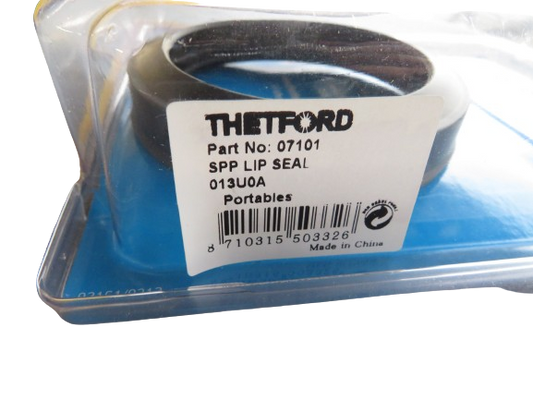 THETFORD
Part No: 07101
SPP LIP SEAL
013U0A
Portables
8 710315 503326
Made in China